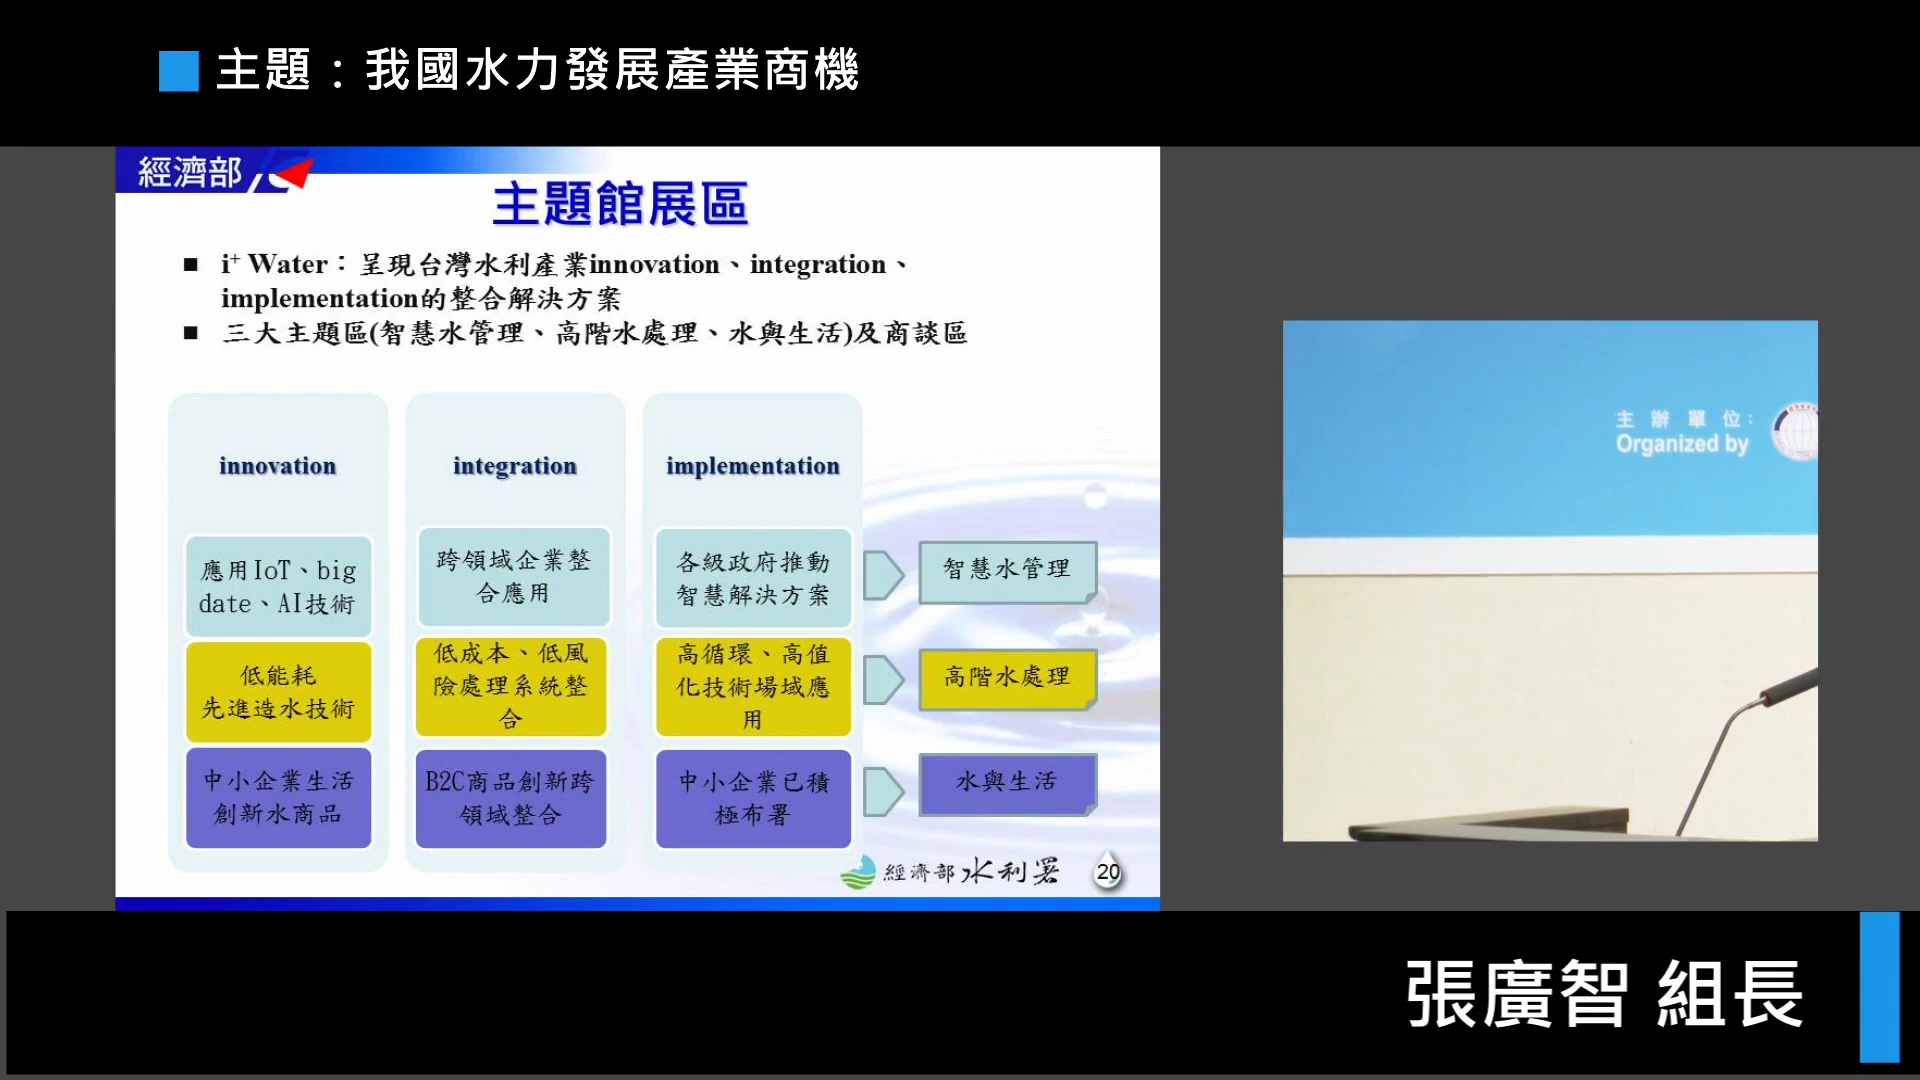 主題：我國水力發展產業商機
經濟部
主題館展區
■ i⁺ Water：呈現台灣水利產業innovation、integration、
implementation的整合解決方案
■ 三大主題區(智慧水管理、高階水處理、水與生活)及商談區
innovation
integration
implementation
應用IoT、big
date、AI技術
跨領域企業整
合應用
各級政府推動
智慧解決方案
智慧水管理
低能耗
先進造水技術
低成本、低風
險處理系統整
合
高循環、高值
化技術場域應
用
高階水處理
中小企業生活
創新水商品
B2C商品創新跨
領域整合
中小企業已積
極布署
水與生活
經濟部水利署
20
主辦單位：
Organized by
張廣智 組長